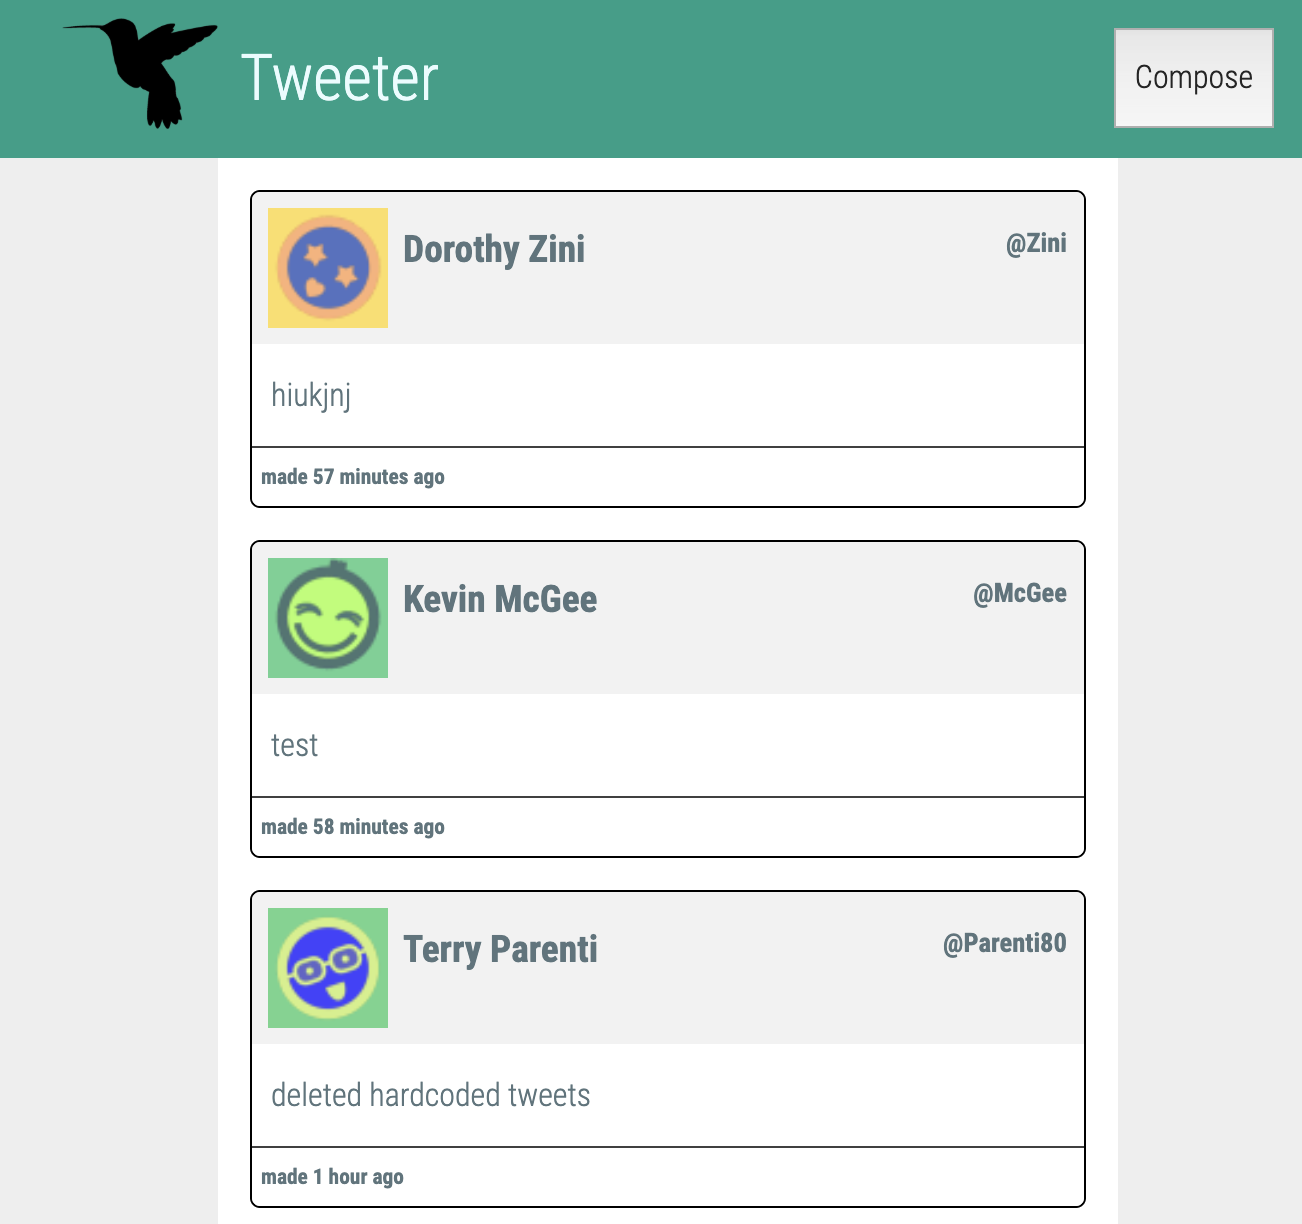 Tweeter
Compose
Dorothy Zini
@Zini
hiukjnj
made 57 minutes ago
Kevin McGee
@McGee
test
made 58 minutes ago
Terry Parenti
@Parenti80
deleted hardcoded tweets
made 1 hour ago